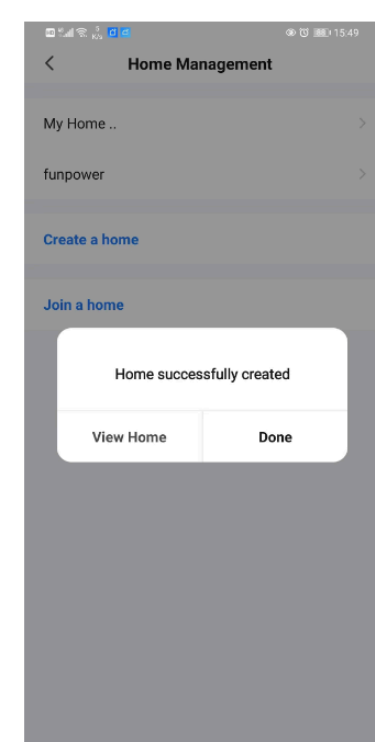 15:49
Home Management
My Home ..
funpower
Create a home
Join a home
Home successfully created
View Home
Done